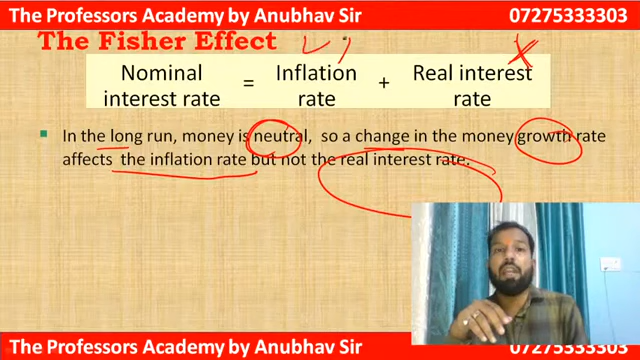 The Professors Academy by Anubhav Sir 07275333303
The Fisher Effect
Nominal interest rate = Inflation rate + Real interest rate
In the long run, money is neutral, so a change in the money growth rate
affects the inflation rate but not the real interest rate.
The Professors Academy by Anubhav Sir 07275333303